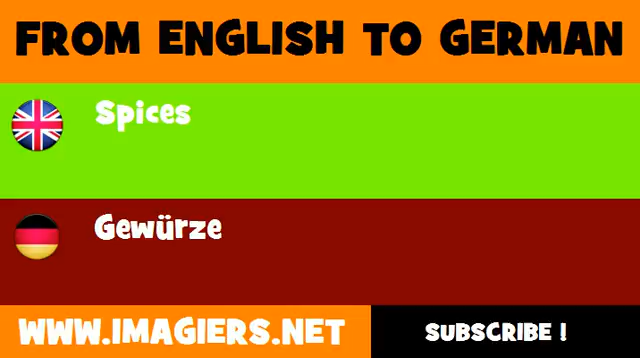 FROM ENGLISH TO GERMAN
Spices
Gewürze
WWW.IMAGIERS.NET
SUBSCRIBE !